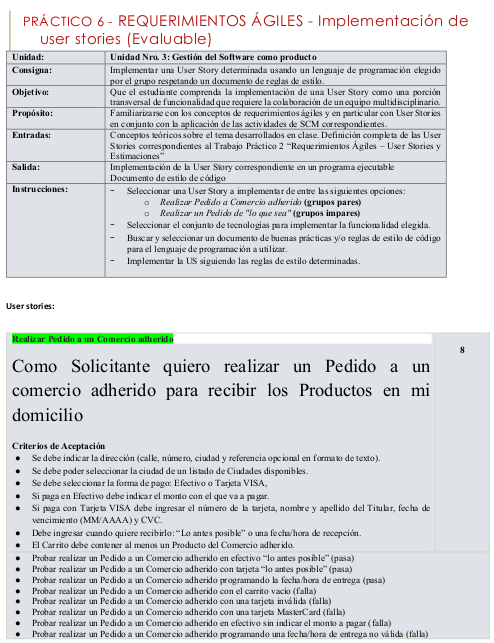 PRÁCTICO 6 - REQUERIMIENTOS ÁGILES - Implementación de
user stories (Evaluable)
Unidad: Unidad Nro. 3: Gestión del Software como producto
Consigna: Implementar una User Story determinada usando un lenguaje de programación elegido
por el grupo respetando un documento de reglas de estilo.
Objetivo: Que el estudiante comprenda la implementación de una User Story como una porción
transversal de funcionalidad que requiere la colaboración de un equipo multidisciplinario.
Propósito: Familiarizarse con los conceptos de requerimientos ágiles y en particular con User Stories
en conjunto con la aplicación de las actividades de SCM correspondientes.
Entradas: Conceptos teóricos sobre el tema desarrollados en clase. Definición completa de las User
Stories correspondientes al Trabajo Práctico 2 “Requerimientos Ágiles – User Stories y
Estimaciones”
Salida: Implementación de la User Story correspondiente en un programa ejecutable
Documento de estilo de código
Instrucciones: − Seleccionar una User Story a implementar de entre las siguientes opciones:
o Realizar Pedido a Comercio adherido (grupos pares)
o Realizar un Pedido de "lo que sea" (grupos impares)
− Seleccionar el conjunto de tecnologías para implementar la funcionalidad elegida.
− Buscar y seleccionar un documento de buenas prácticas y/o reglas de estilo de código
para el lenguaje de programación a utilizar.
− Implementar la US siguiendo las reglas de estilo determinadas.
User stories:
Realizar Pedido a un Comercio adherido
8
Como Solicitante quiero realizar un Pedido a un
comercio adherido para recibir los Productos en mi
domicilio
Criterios de Aceptación
● Se debe indicar la dirección (calle, número, ciudad y referencia opcional en formato de texto).
● Se debe poder seleccionar la ciudad de un listado de Ciudades disponibles.
● Se debe seleccionar la forma de pago: Efectivo o Tarjeta VISA,
● Si paga en Efectivo debe indicar el monto con el que va a pagar.
● Si paga con Tarjeta VISA debe ingresar el número de la tarjeta, nombre y apellido del Titular, fecha de
vencimiento (MM/AAAA) y CVC.
● Debe ingresar cuando quiere recibirlo: “Lo antes posible” o una fecha/hora de recepción.
● El Carrito debe contener al menos un Producto del Comercio adherido.
● Probar realizar un Pedido a un Comercio adherido en efectivo “lo antes posible” (pasa)
● Probar realizar un Pedido a un Comercio adherido con tarjeta “lo antes posible” (pasa)
● Probar realizar un Pedido a un Comercio adherido programando la fecha/hora de entrega (pasa)
● Probar realizar un Pedido a un Comercio adherido con el carrito vacío (falla)
● Probar realizar un Pedido a un Comercio adherido con una tarjeta inválida (falla)
● Probar realizar un Pedido a un Comercio adherido con una tarjeta MasterCard (falla)
● Probar realizar un Pedido a un Comercio adherido en efectivo sin indicar el monto a pagar (falla)
● Probar realizar un Pedido a un Comercio adherido programando una fecha/hora de entrega no válida (falla)